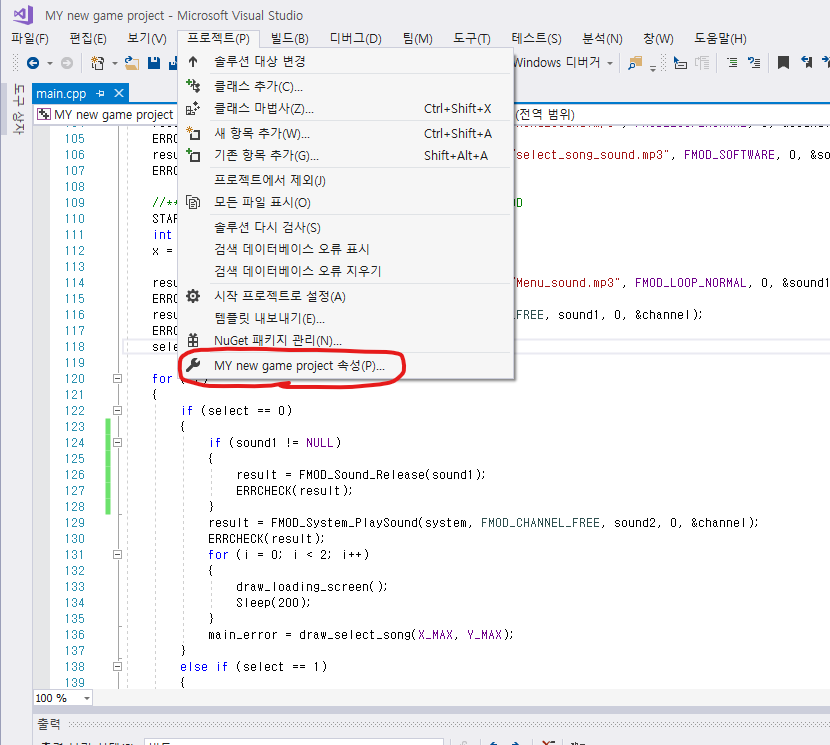 MY new game project - Microsoft Visual Studio
파일(F) 편집(E) 보기(V) 프로젝트(P) 빌드(B) 디버그(D) 팀(M) 도구(T) 테스트(S) 분석(N) 창(W) 도움말(H)
솔루션 대상 변경
Windows 디버거
클래스 추가(C)...
클래스 마법사(Z)... Ctrl+Shift+X
새 항목 추가(W)... Ctrl+Shift+A
기존 항목 추가(G)... Shift+Alt+A
프로젝트에서 제외(J)
모든 파일 표시(O)
솔루션 다시 검사(S)
검색 데이터베이스 오류 표시
검색 데이터베이스 오류 지우기
시작 프로젝트로 설정(A)
템플릿 내보내기(E)...
NuGet 패키지 관리(N)...
MY new game project 속성(P)...
도구 상자
main.cpp
MY new game project (전역 범위)
105 ERRC
106 resu "select_song_sound.mp3", FMOD_SOFTWARE, 0, &so
107 ERRC
108
109 //** D
110 STAR
111 int
112 x =
113
114 resu "Menu_sound.mp3", FMOD_LOOP_NORMAL, 0, &sound1
115 ERRC
116 resu FREE, sound1, 0, &channel);
117 ERRC
118 sele
119
120 for
121 {
122 if (select == 0)
123 {
124 if (sound1 != NULL)
125 {
126 result = FMOD_Sound_Release(sound1);
127 ERRCHECK(result);
128 }
129 result = FMOD_System_PlaySound(system, FMOD_CHANNEL_FREE, sound2, 0, &channel);
130 ERRCHECK(result);
131 for (i = 0; i < 2; i++)
132 {
133 draw_loading_screen();
134 Sleep(200);
135 }
136 main_error = draw_select_song(X_MAX, Y_MAX);
137 }
138 else if (select == 1)
139 {
100 %
출력